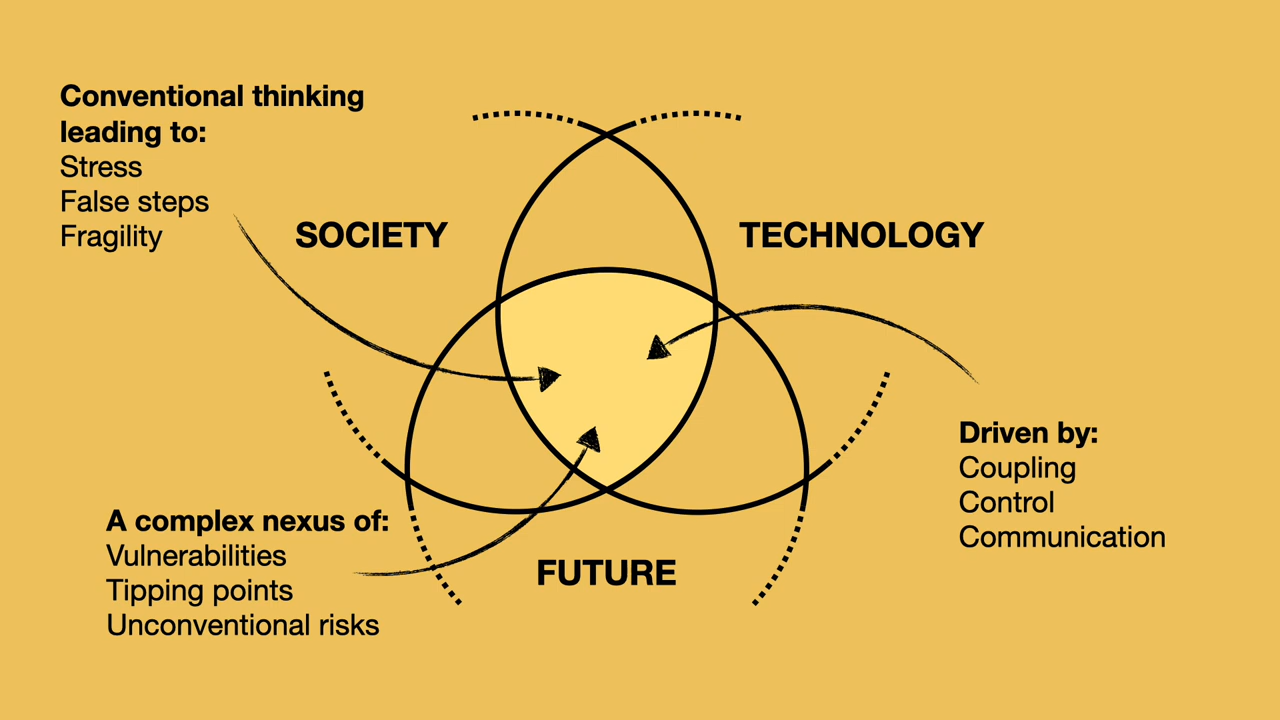 Conventional thinking
leading to:
Stress
False steps
Fragility
SOCIETY
TECHNOLOGY
Driven by:
Coupling
Control
Communication
A complex nexus of:
Vulnerabilities
Tipping points
Unconventional risks
FUTURE